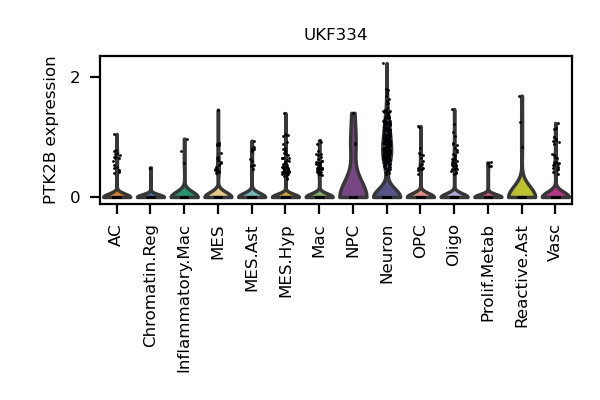 UKF334
PTK2B expression
2
0
AC
Chromatin.Reg
Inflammatory.Mac
MES
MES.Ast
MES.Hyp
Mac
NPC
Neuron
OPC
Oligo
Prolif.Metab
Reactive.Ast
Vasc